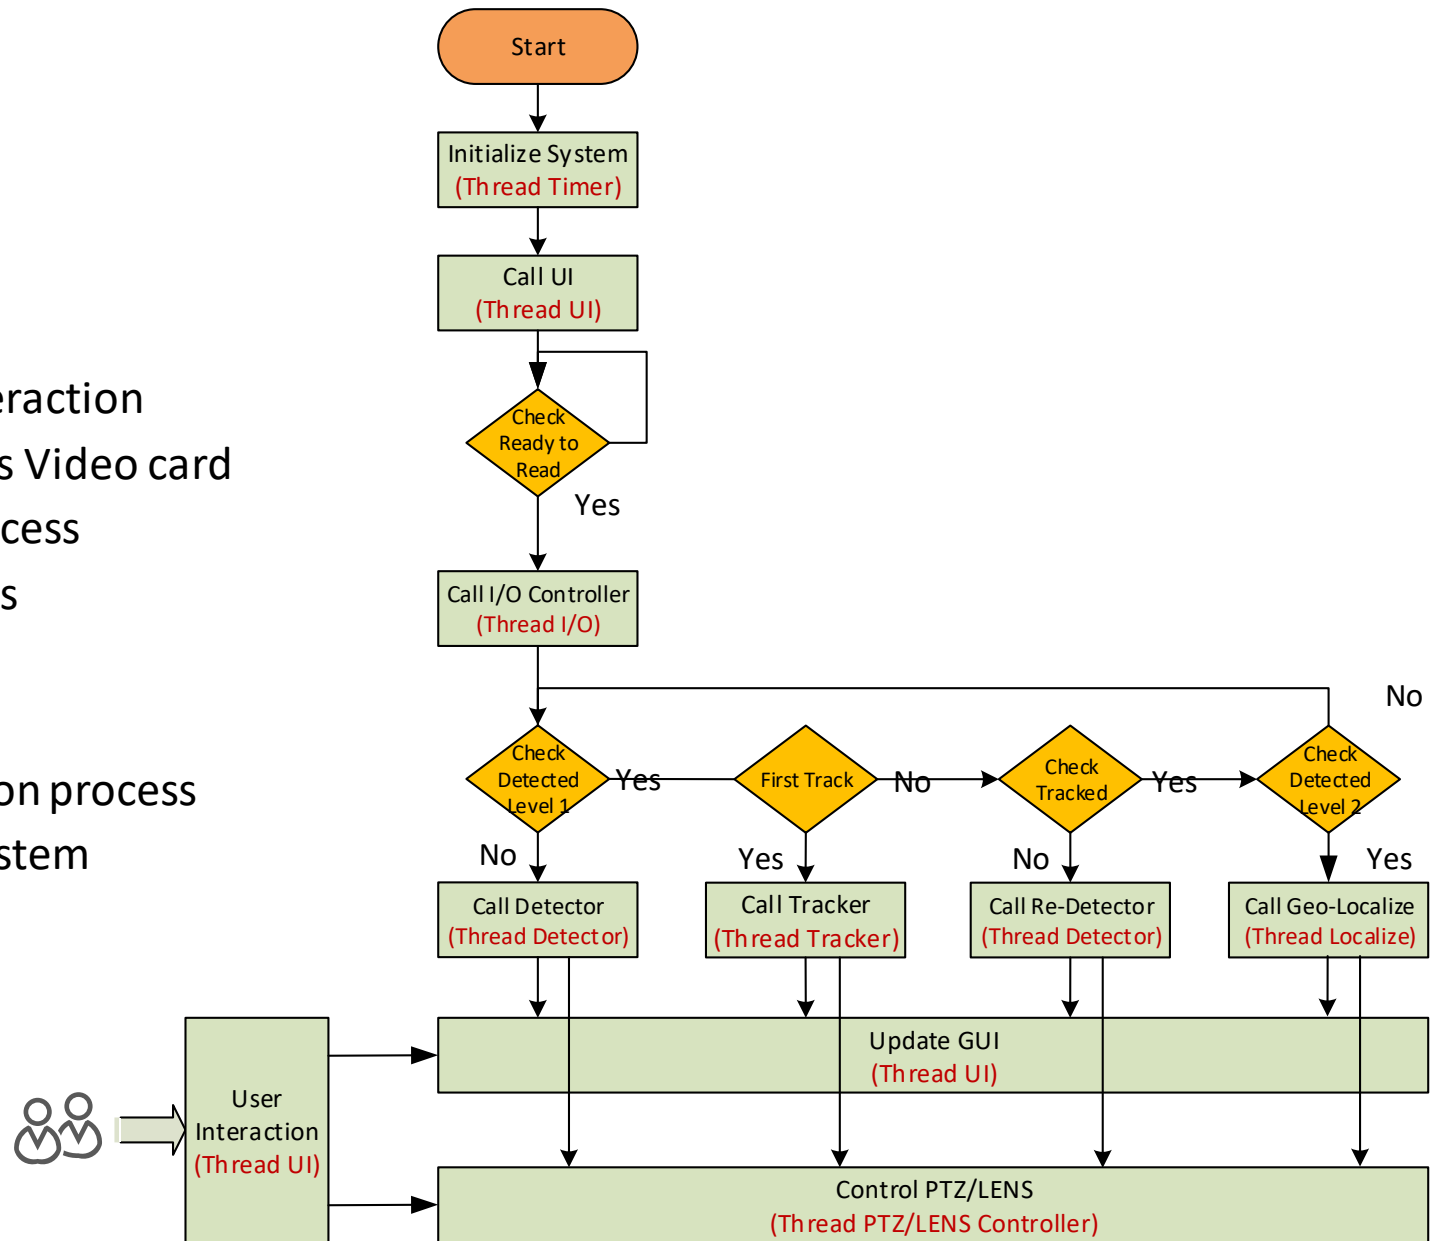 Start
Initialize System
(Thread Timer)
Call UI
(Thread UI)
eraction
s Video card
cess
s
on process
stem
Check
Ready to
Read
Yes
Call I/O Controller
(Thread I/O)
No
Check
Detected
Level 1
Yes
First Track
No
Check
Tracked
Yes
Check
Detected
Level 2
No
Yes
No
Yes
Call Detector
(Thread Detector)
Call Tracker
(Thread Tracker)
Call Re-Detector
(Thread Detector)
Call Geo-Localize
(Thread Localize)
Update GUI
(Thread UI)
User
Interaction
(Thread UI)
Control PTZ/LENS
(Thread PTZ/LENS Controller)